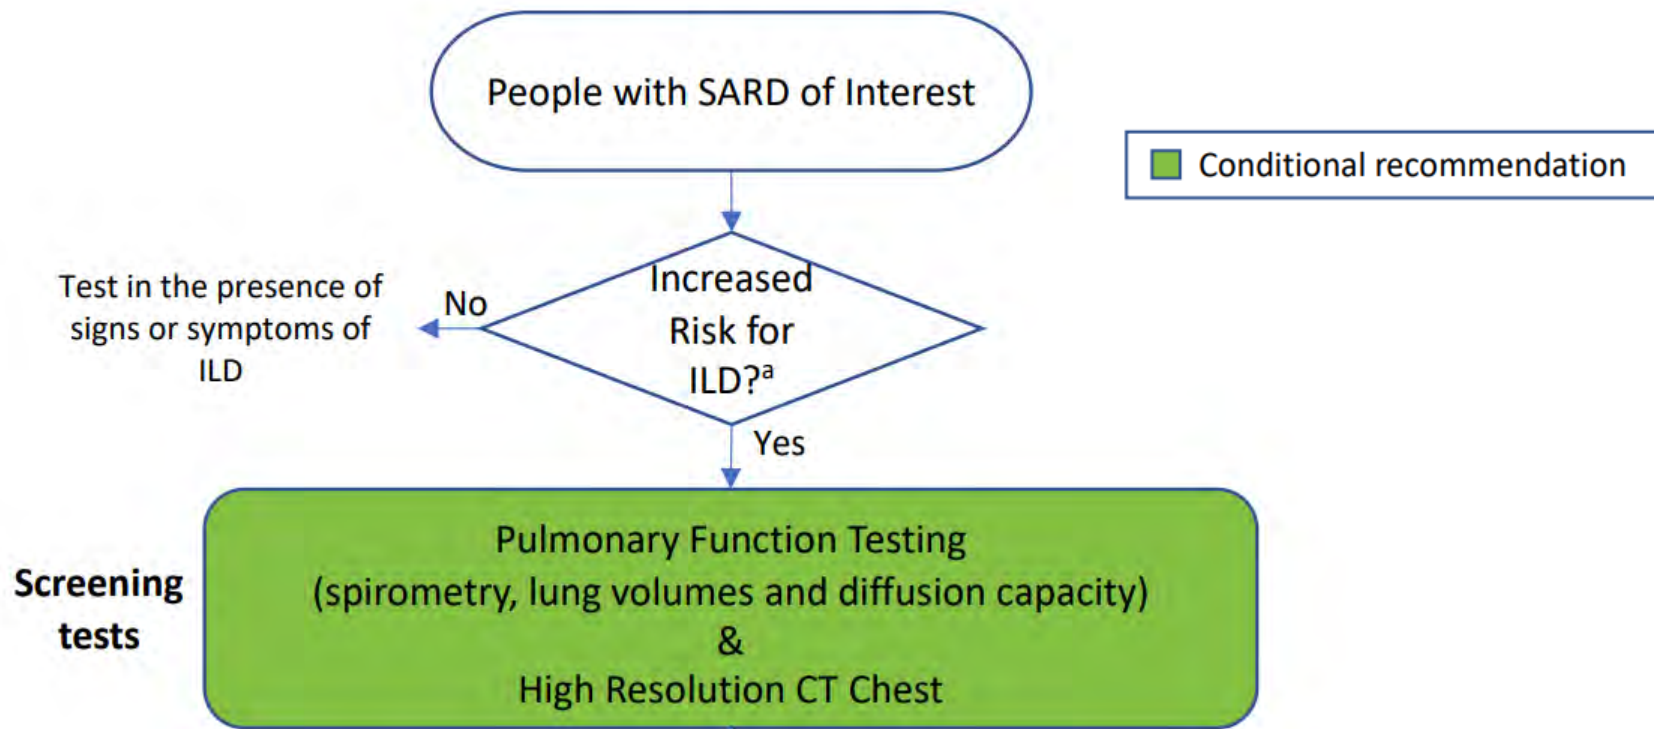 People with SARD of Interest
Conditional recommendation
Increased
Risk for
ILD?ᵃ
No
Test in the presence of
signs or symptoms of
ILD
Yes
Screening
tests
Pulmonary Function Testing
(spirometry, lung volumes and diffusion capacity)
&
High Resolution CT Chest